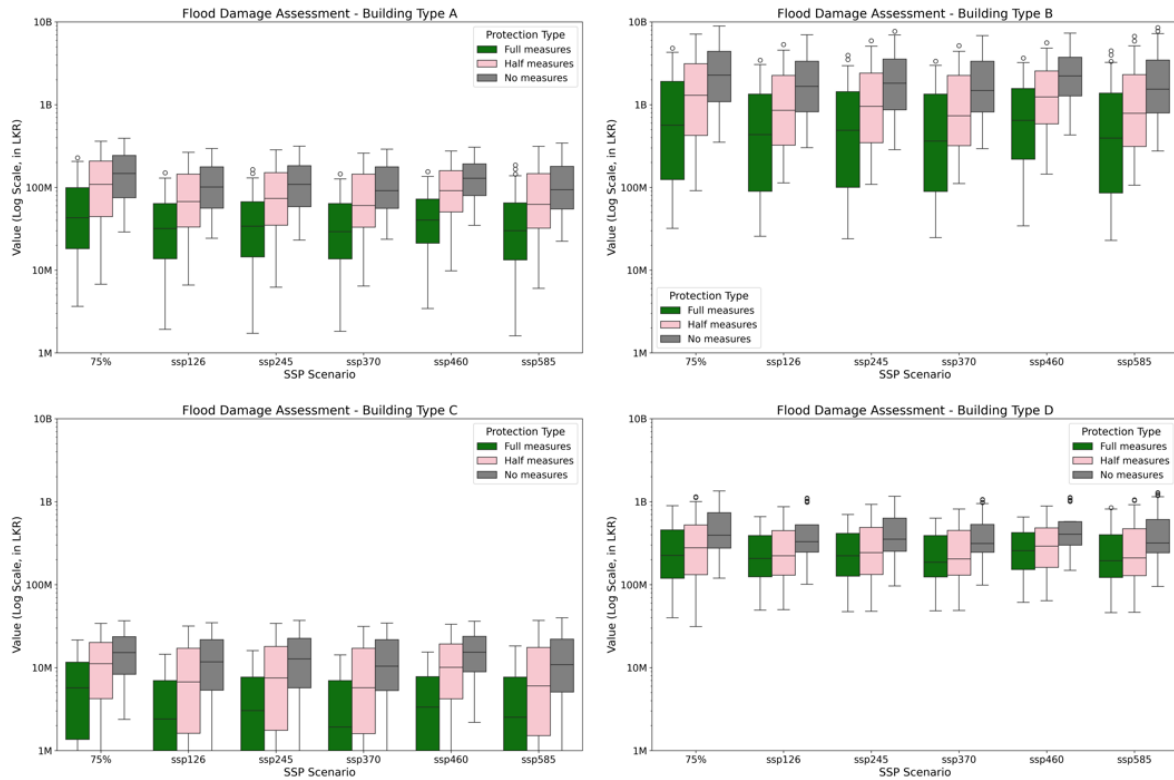 Flood Damage Assessment - Building Type A
Value (Log Scale, in LKR)
10B
1B
100M
10M
1M
Protection Type
Full measures
Half measures
No measures
75%
ssp126
ssp245
ssp370
ssp460
ssp585
SSP Scenario
Flood Damage Assessment - Building Type B
Value (Log Scale, in LKR)
10B
1B
100M
10M
1M
Protection Type
Full measures
Half measures
No measures
75%
ssp126
ssp245
ssp370
ssp460
ssp585
SSP Scenario
Flood Damage Assessment - Building Type C
Value (Log Scale, in LKR)
10B
1B
100M
10M
1M
Protection Type
Full measures
Half measures
No measures
75%
ssp126
ssp245
ssp370
ssp460
ssp585
SSP Scenario
Flood Damage Assessment - Building Type D
Value (Log Scale, in LKR)
10B
1B
100M
10M
1M
Protection Type
Full measures
Half measures
No measures
75%
ssp126
ssp245
ssp370
ssp460
ssp585
SSP Scenario